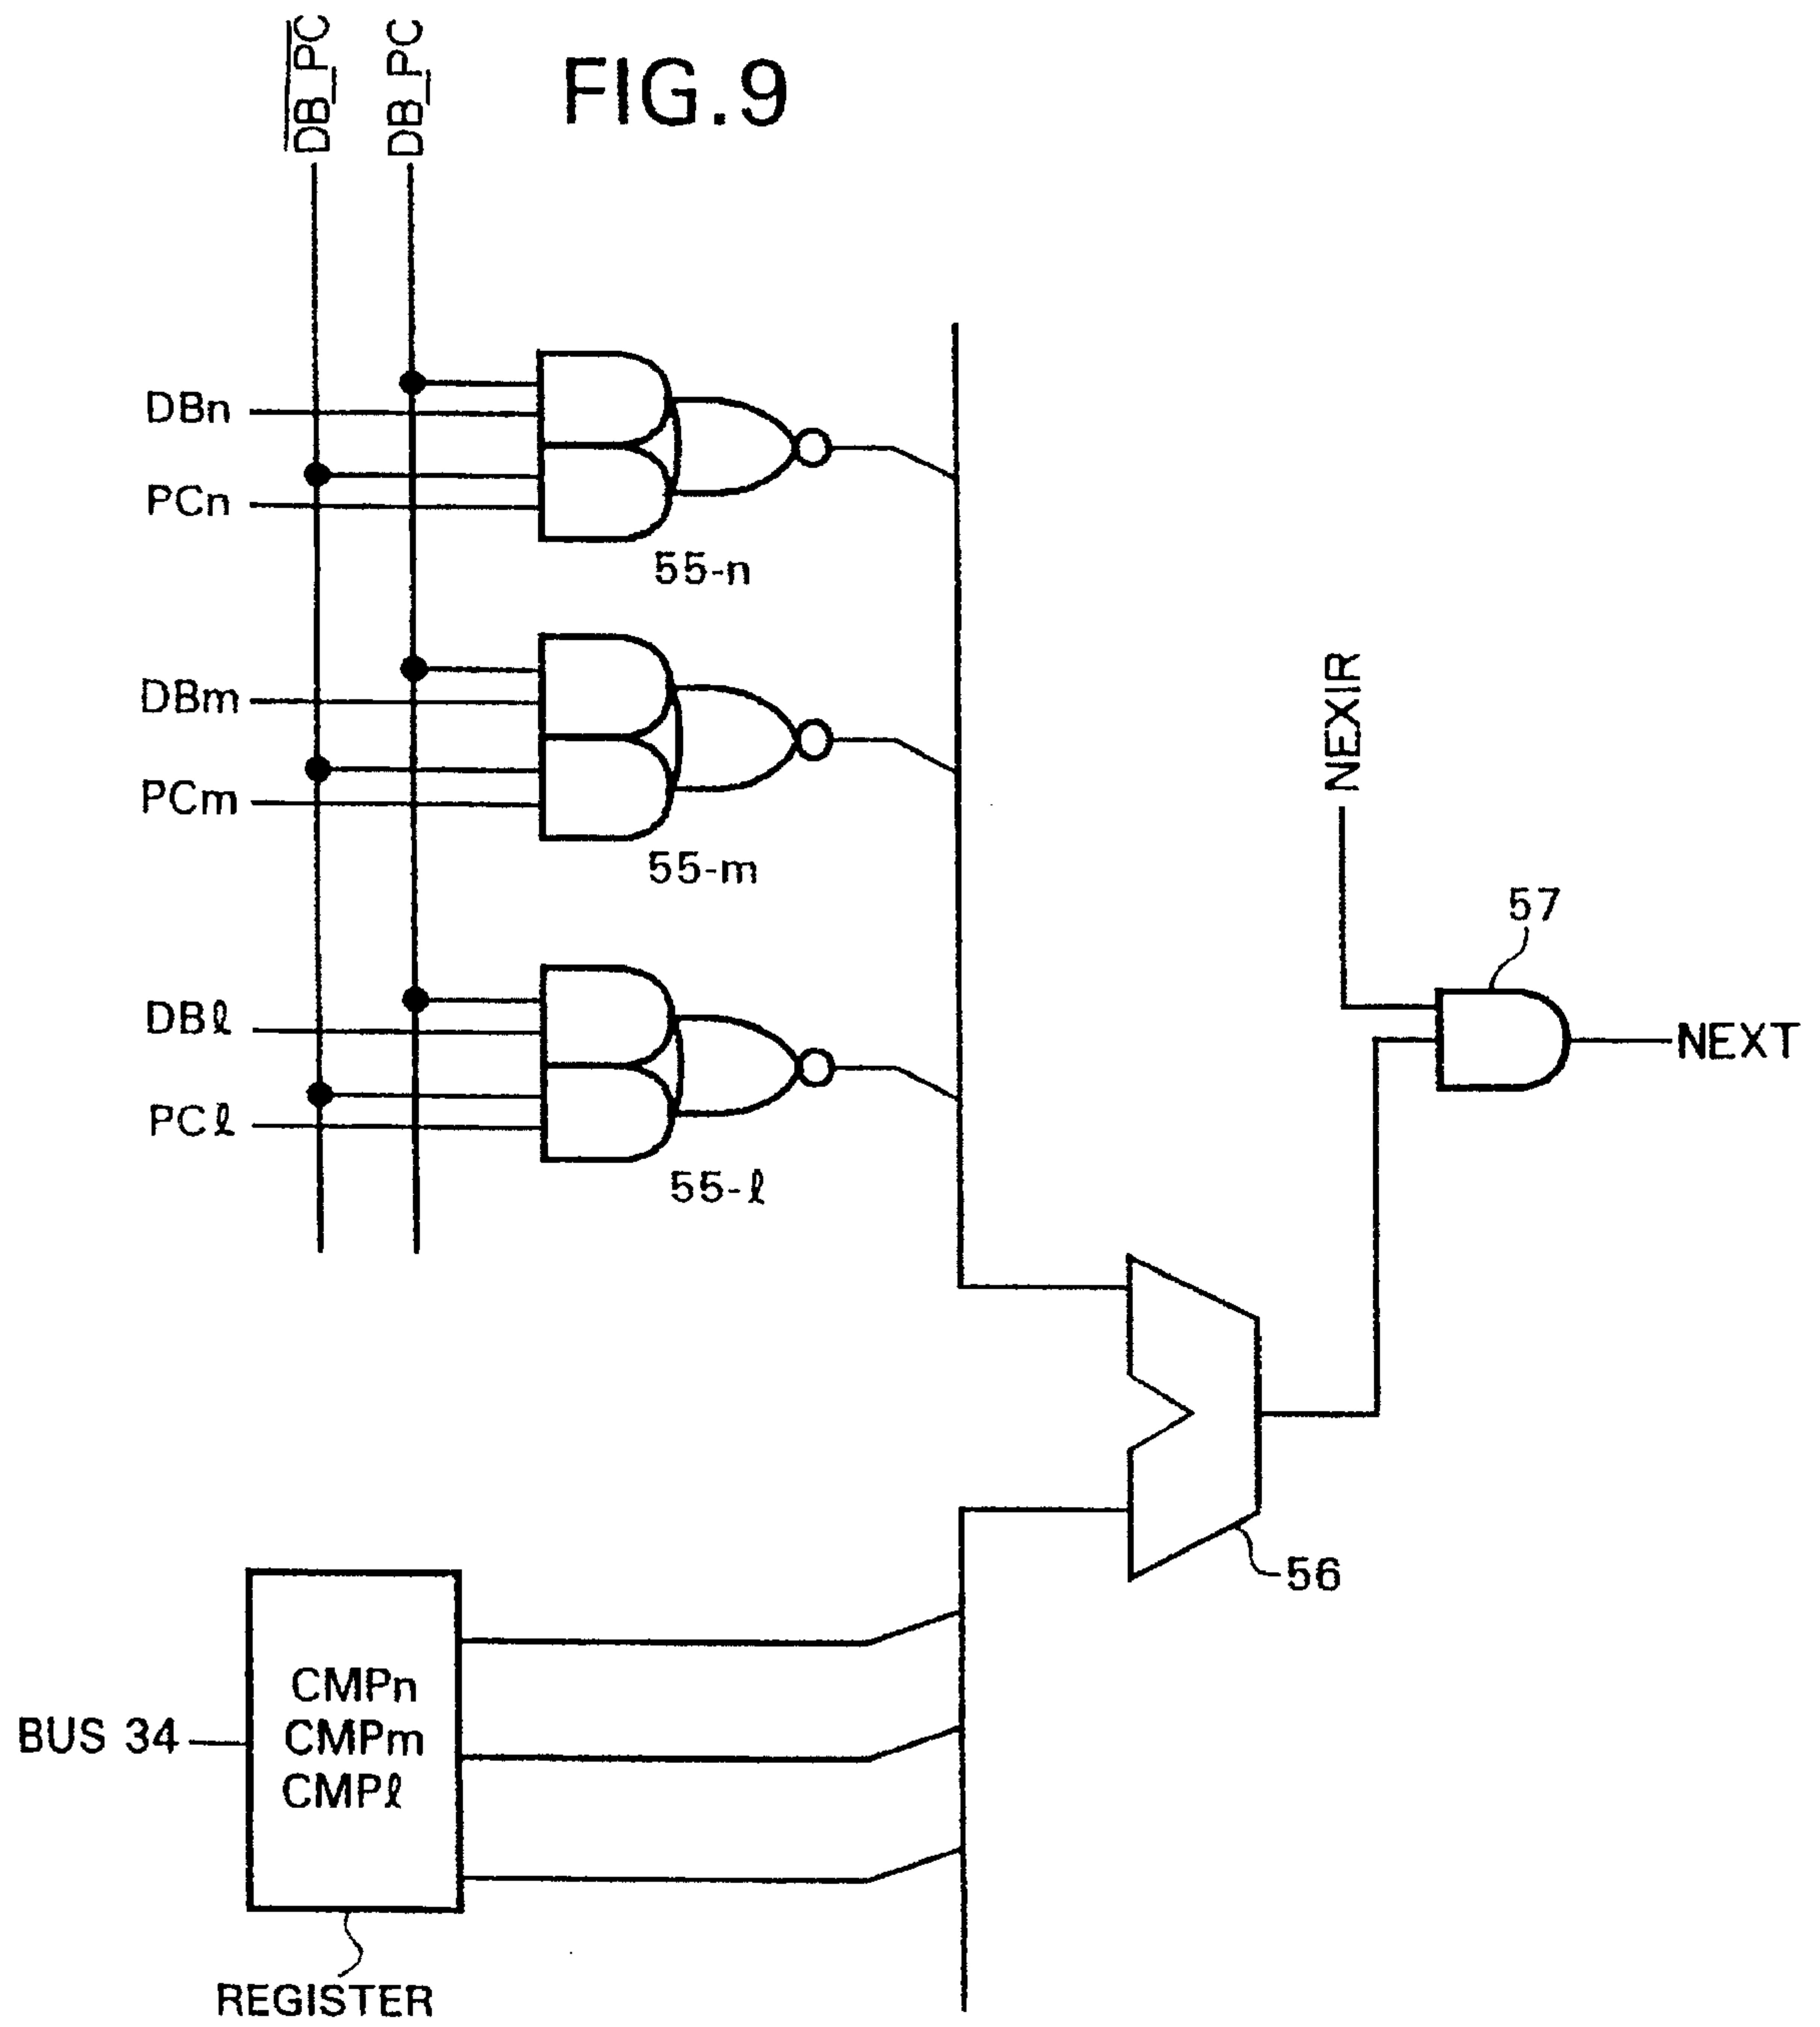 FIG.9
D̅B̅_̅P̅C̅
DB_PC
DBn
PCn
55-n
DBm
PCm
55-m
DBℓ
PCℓ
55-ℓ
NEXIR
57
NEXT
56
BUS 34
CMPn
CMPm
CMPℓ
REGISTER